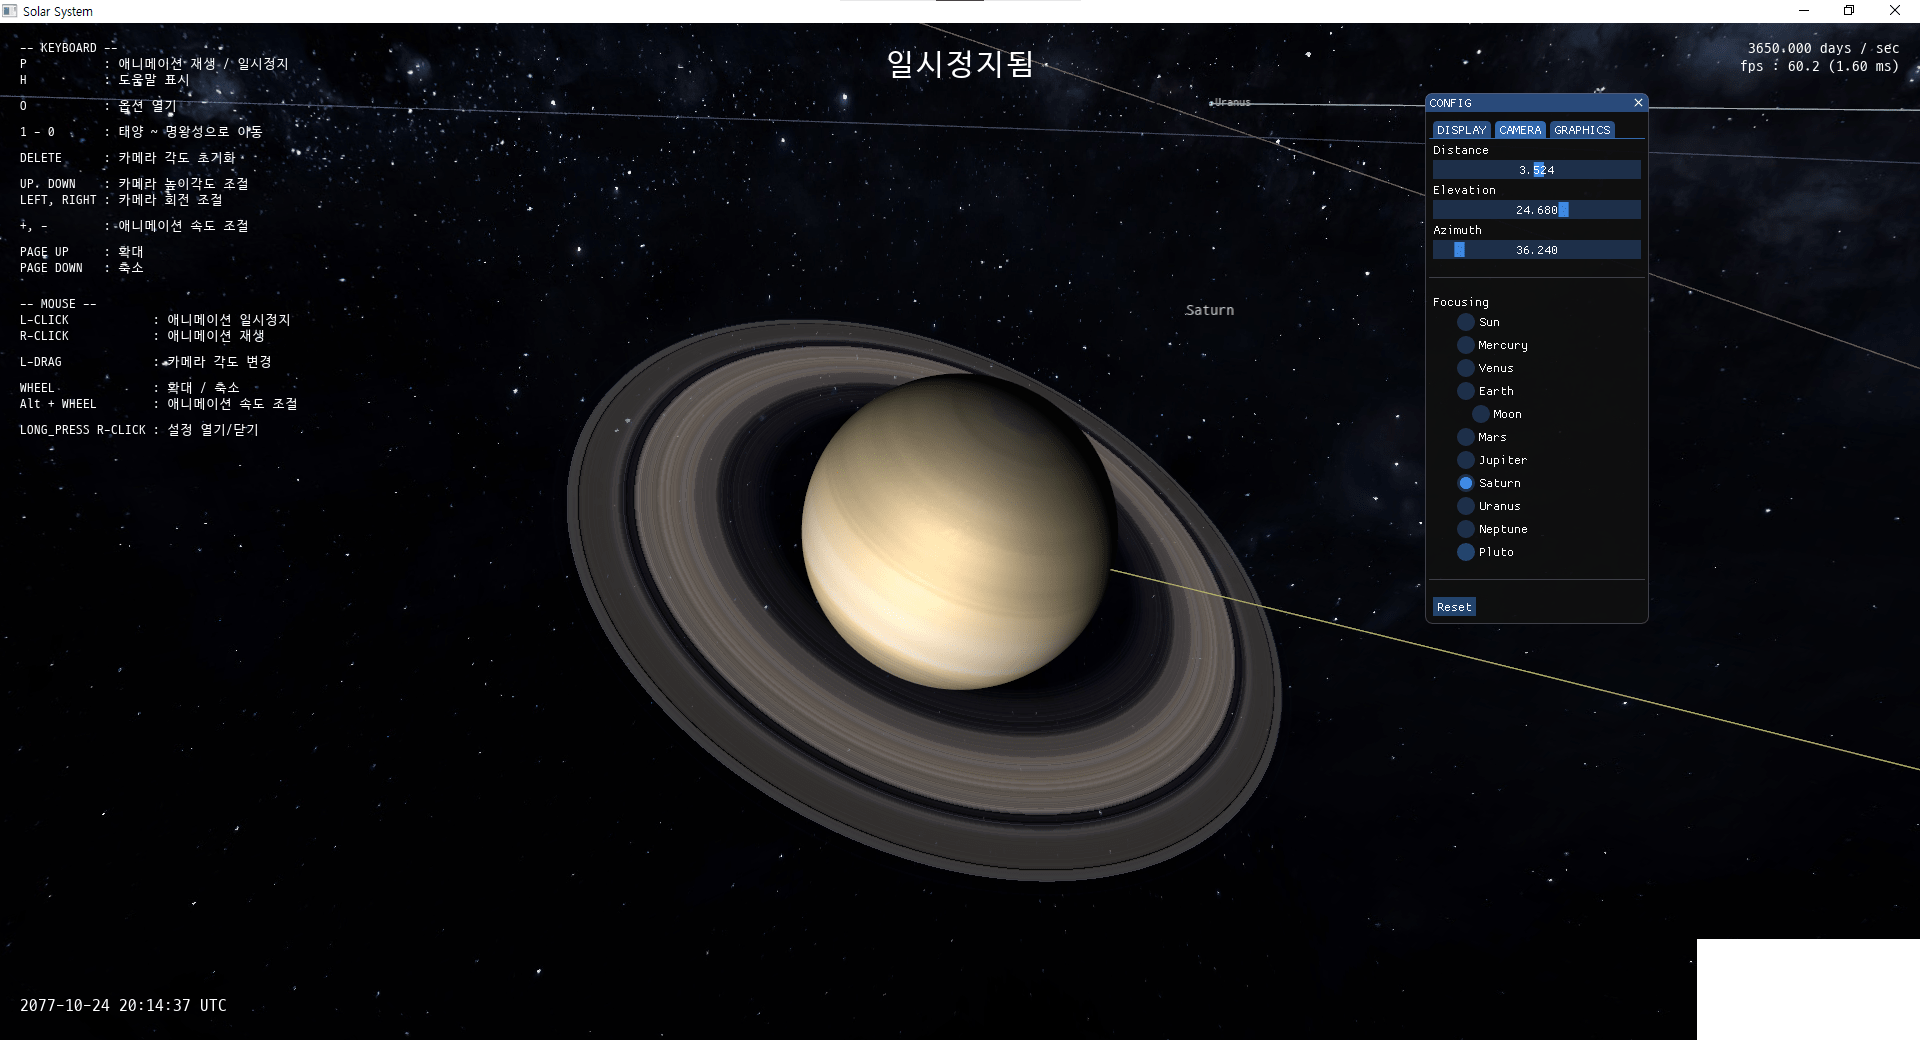 Solar System
-- KEYBOARD --
P : 애니메이션 재생 / 일시정지
H : 도움말 표시
O : 옵션 열기
1 - 0 : 태양 ~ 명왕성으로 이동
DELETE : 카메라 각도 초기화
UP. DOWN : 카메라 높이각도 조절
LEFT, RIGHT : 카메라 회전 조절
+, - : 애니메이션 속도 조절
PAGE UP : 확대
PAGE DOWN : 축소
-- MOUSE --
L-CLICK : 애니메이션 일시정지
R-CLICK : 애니메이션 재생
L-DRAG : 카메라 각도 변경
WHEEL : 확대 / 축소
Alt + WHEEL : 애니메이션 속도 조절
LONG_PRESS R-CLICK : 설정 열기/닫기
일시정지됨
3650.000 days / sec
fps : 60.2 (1.60 ms)
Uranus
Saturn
CONFIG
DISPLAY CAMERA GRAPHICS
Distance
3.524
Elevation
24.680
Azimuth
36.240
Focusing
Sun
Mercury
Venus
Earth
Moon
Mars
Jupiter
Saturn
Uranus
Neptune
Pluto
Reset
2077-10-24 20:14:37 UTC